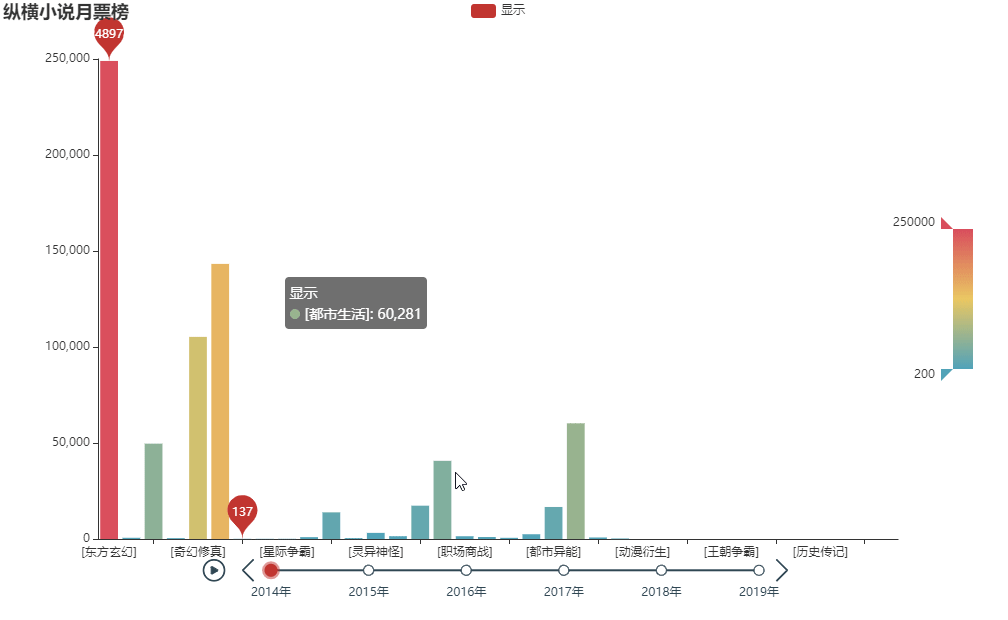 纵横小说月票榜
显示
4897
250,000
200,000
150,000
100,000
50,000
0
显示
[都市生活]: 60,281
137
250000
200
[东方玄幻] [奇幻修真] [星际争霸] [灵异神怪] [职场商战] [都市异能] [动漫衍生] [王朝争霸] [历史传记]
2014年 2015年 2016年 2017年 2018年 2019年